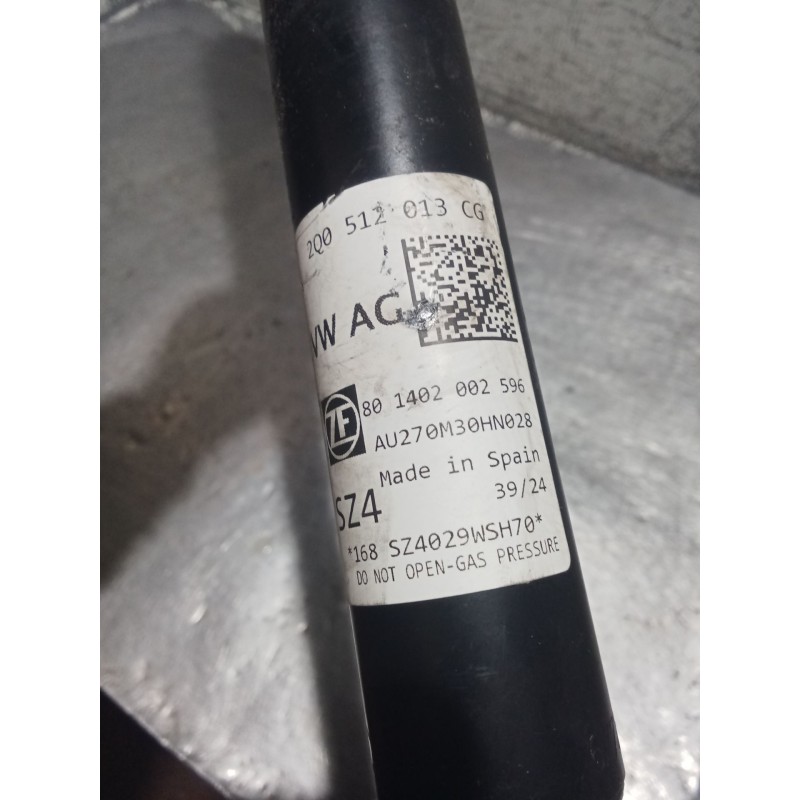 2Q0 512 013 CG
VW AG
ZF
80 1402 002 596
AU270M30HN028
Made in Spain
39/24
SZ4
*168 SZ4029WSH70*
DO NOT OPEN-GAS PRESSURE